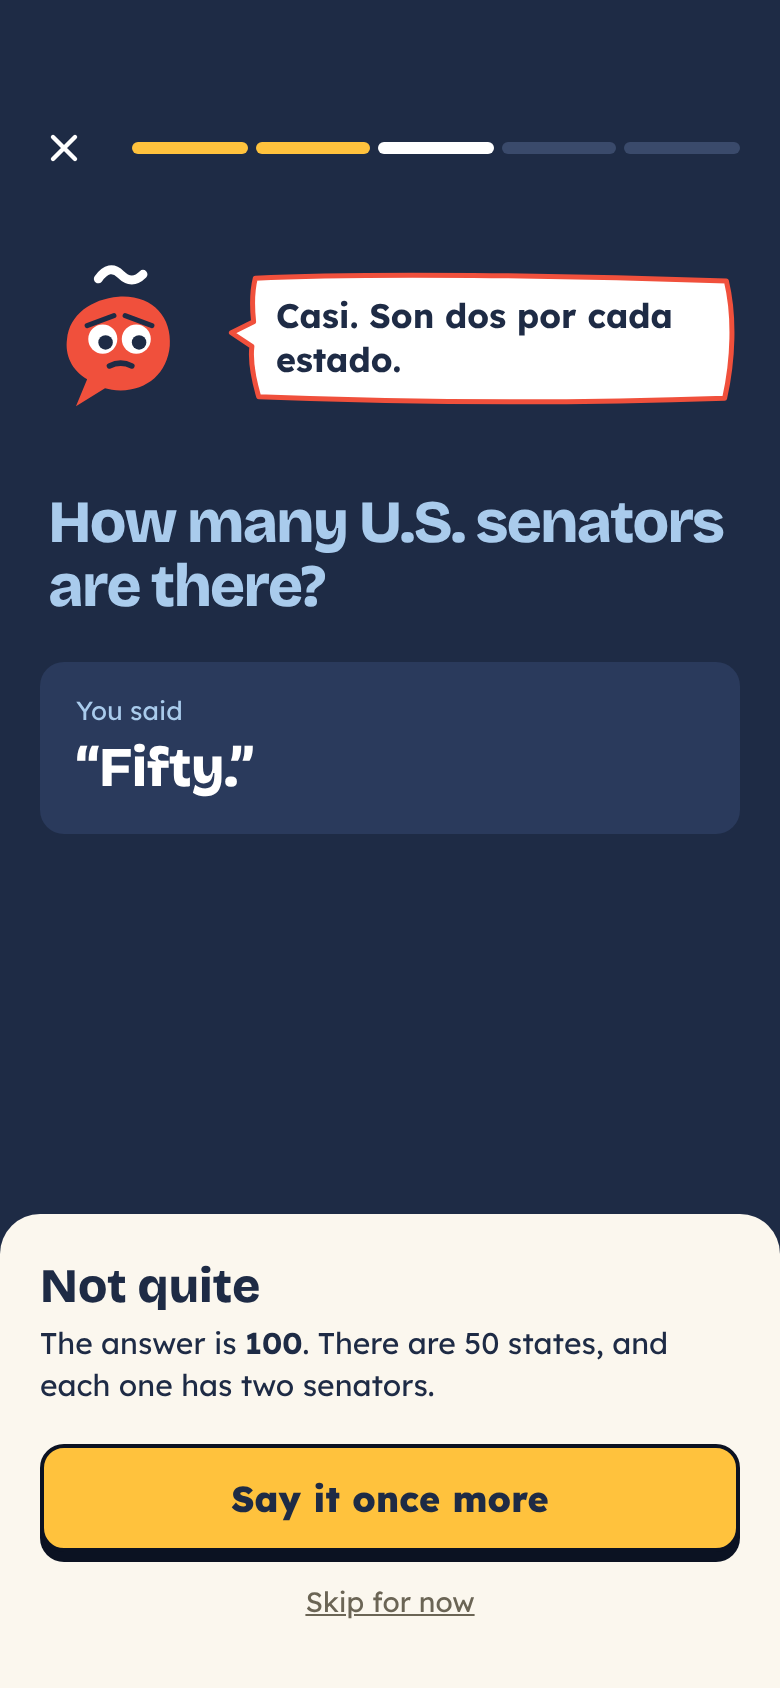 Casi. Son dos por cada
estado.
How many U.S. senators
are there?
You said
“Fifty.”
Not quite
The answer is 100. There are 50 states, and
each one has two senators.
Say it once more
Skip for now